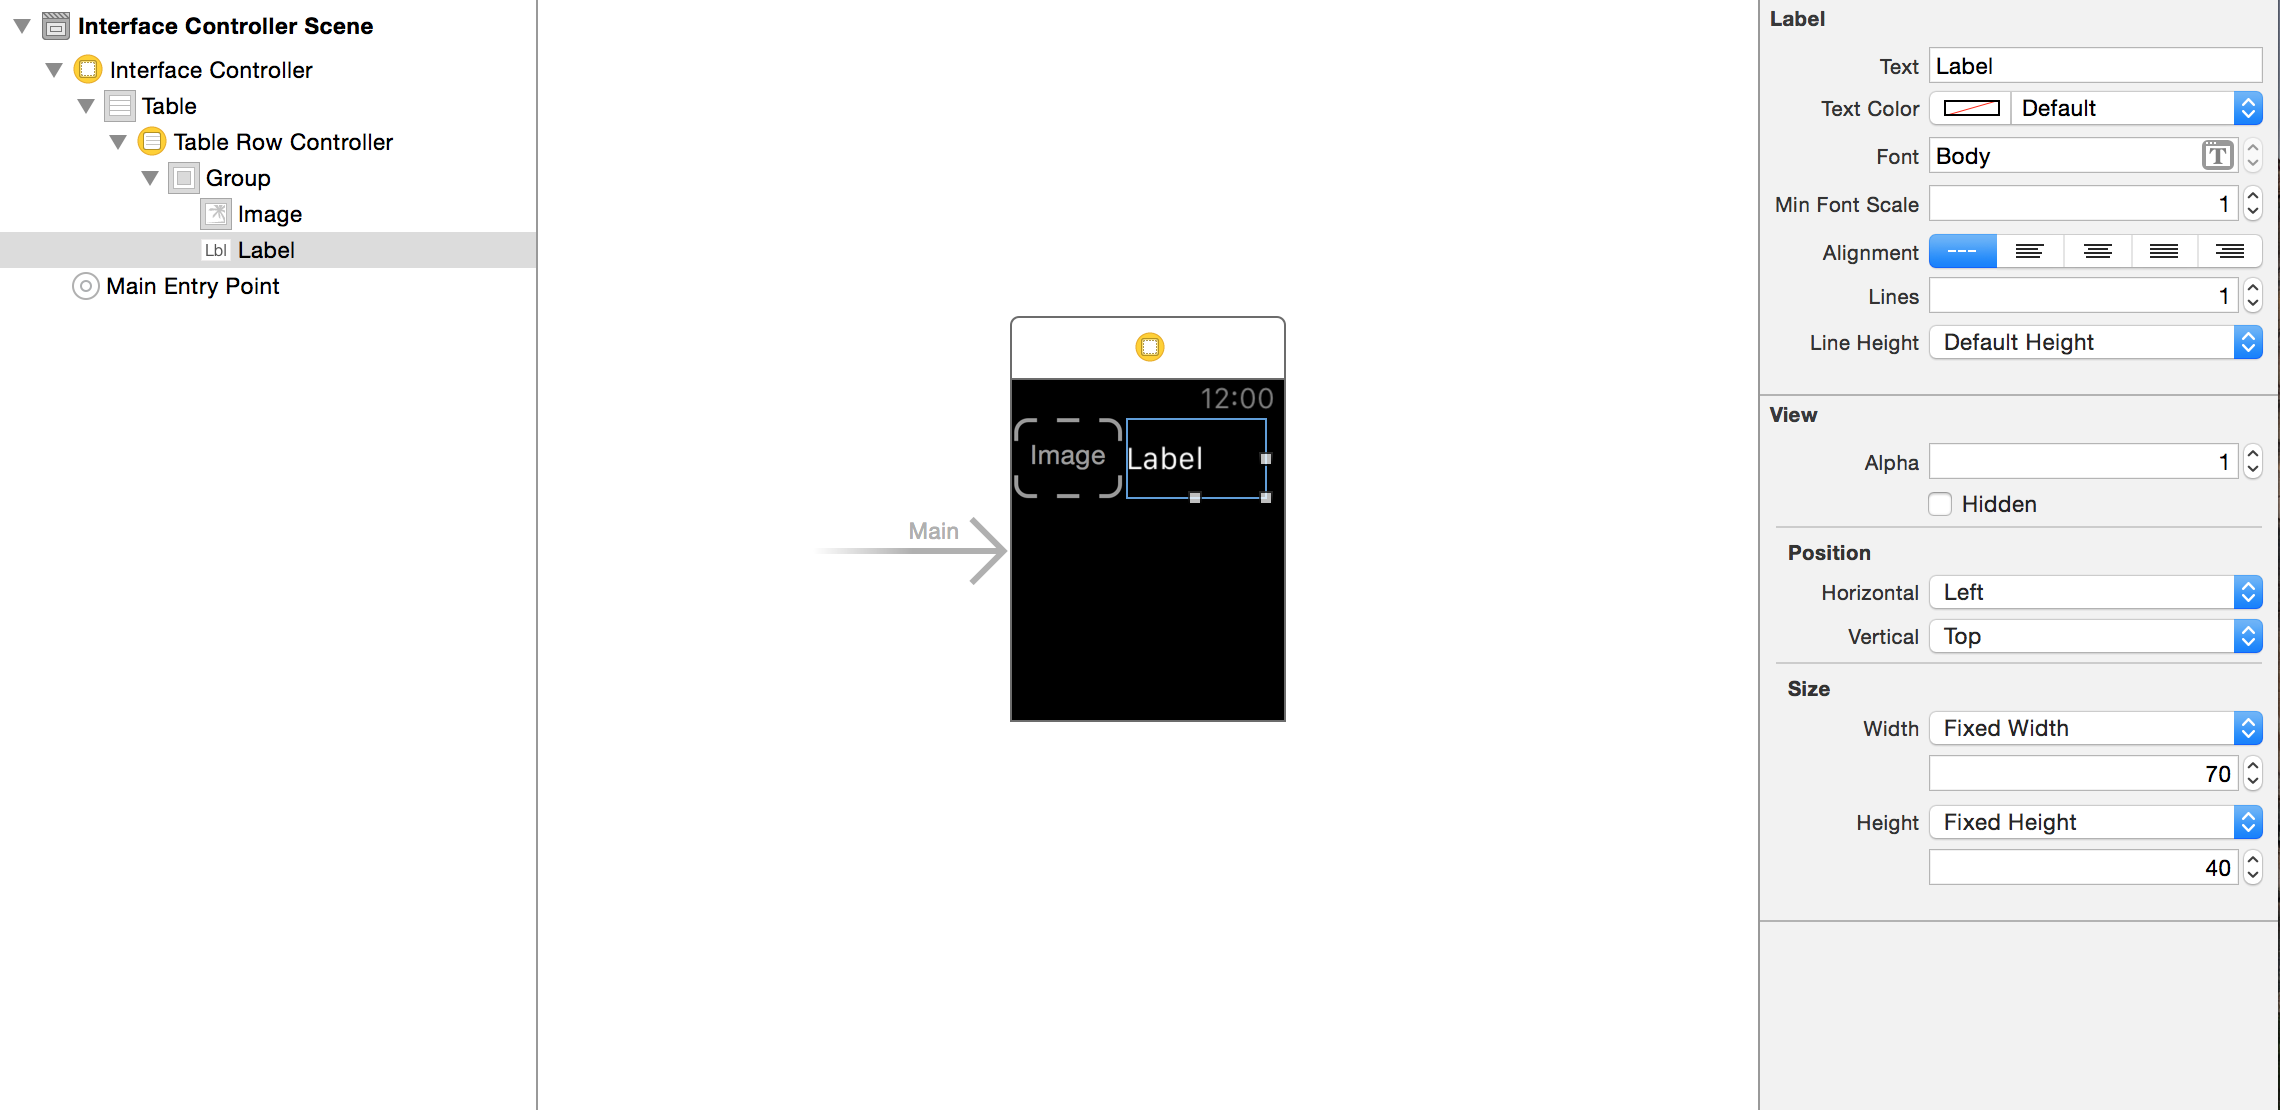 Interface Controller Scene
Interface Controller
Table
Table Row Controller
Group
Image
Lbl Label
Main Entry Point
Main
12:00
Image Label
Label
Text Label
Text Color Default
Font Body T
Min Font Scale 1
Alignment
Lines 1
Line Height Default Height
View
Alpha 1
Hidden
Position
Horizontal Left
Vertical Top
Size
Width Fixed Width
70
Height Fixed Height
40